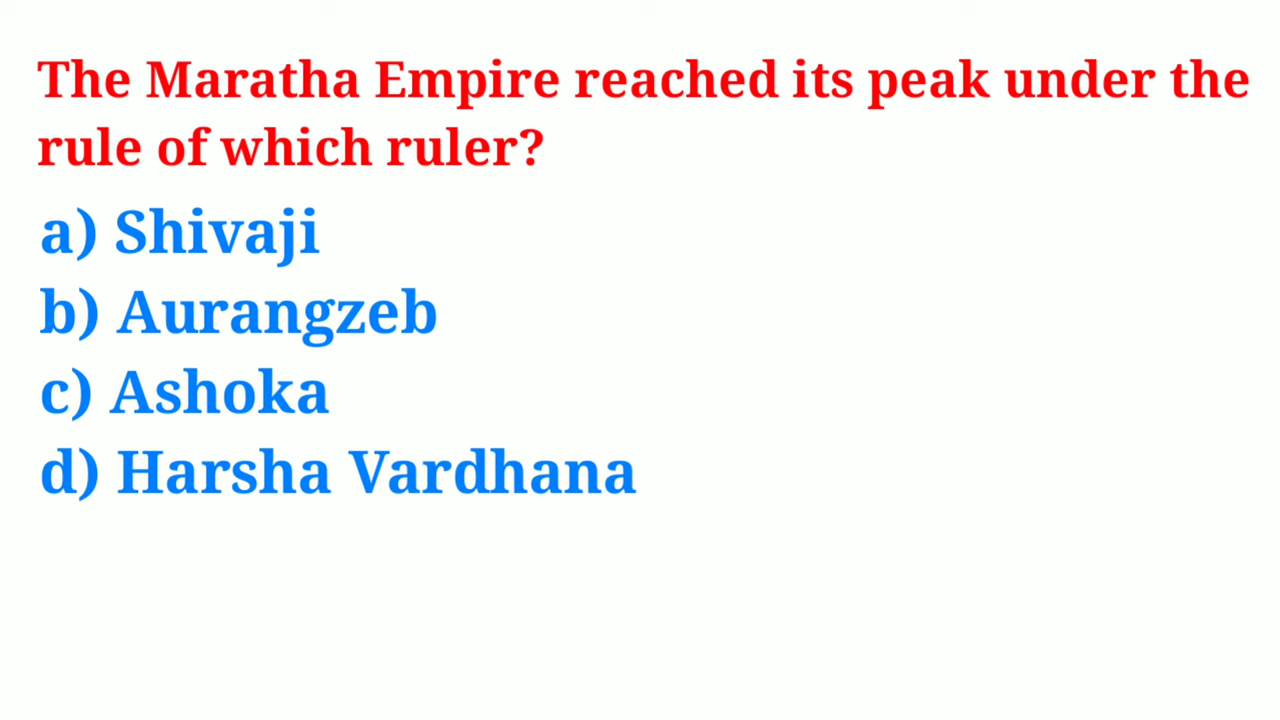 The Maratha Empire reached its peak under the
rule of which ruler?
a) Shivaji
b) Aurangzeb
c) Ashoka
d) Harsha Vardhana